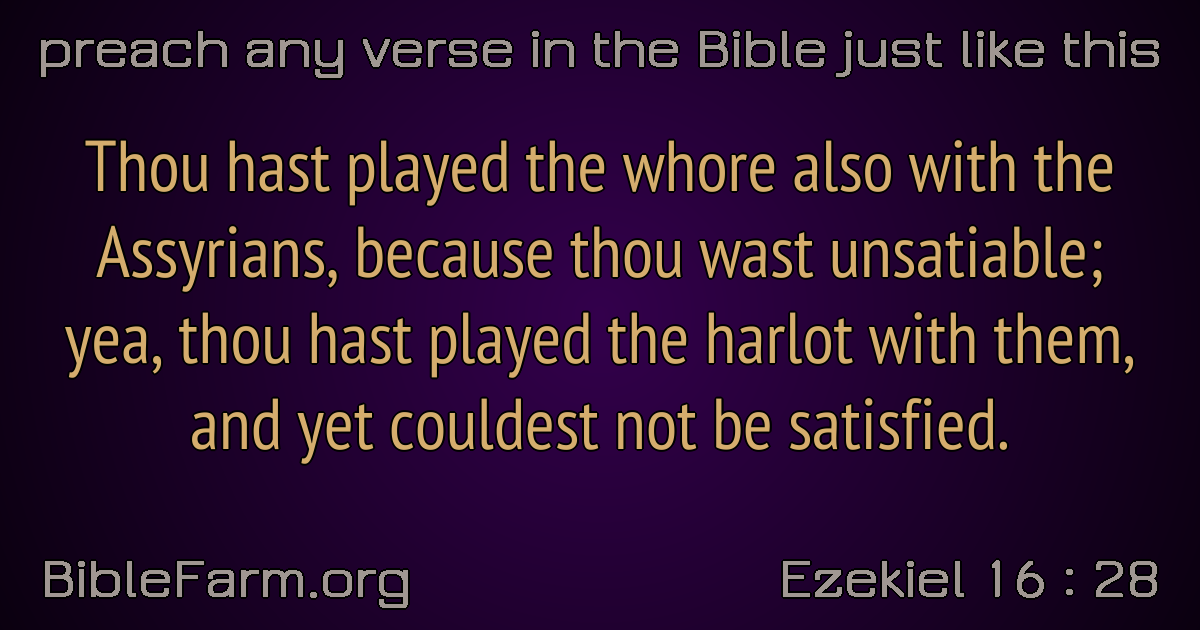 preach any verse in the Bible just like this
Thou hast played the whore also with the
Assyrians, because thou wast unsatiable;
yea, thou hast played the harlot with them,
and yet couldest not be satisfied.
BibleFarm.org
Ezekiel 16 : 28